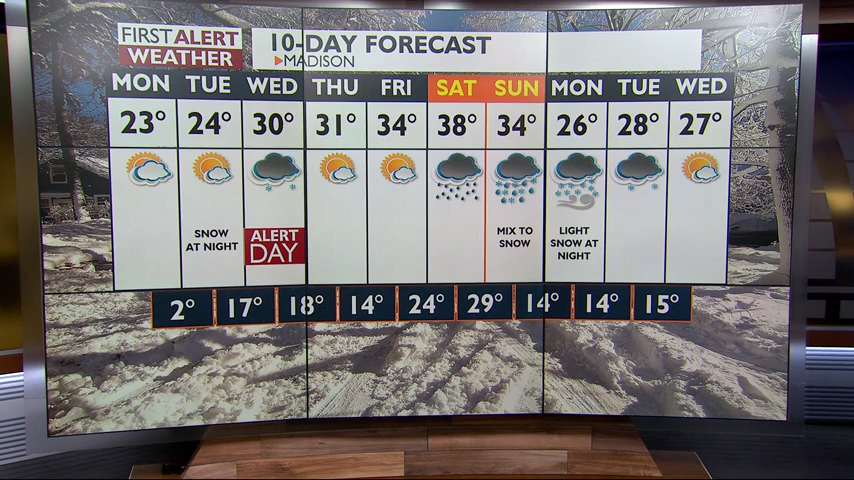 FIRST ALERT
WEATHER
10-DAY FORECAST
MADISON
MON TUE WED THU FRI SAT SUN MON TUE WED
23° 24° 30° 31° 34° 38° 34° 26° 28° 27°
SNOW
AT NIGHT
ALERT
DAY
MIX TO
SNOW
LIGHT
SNOW AT
NIGHT
2° 17° 18° 14° 24° 29° 14° 14° 15°